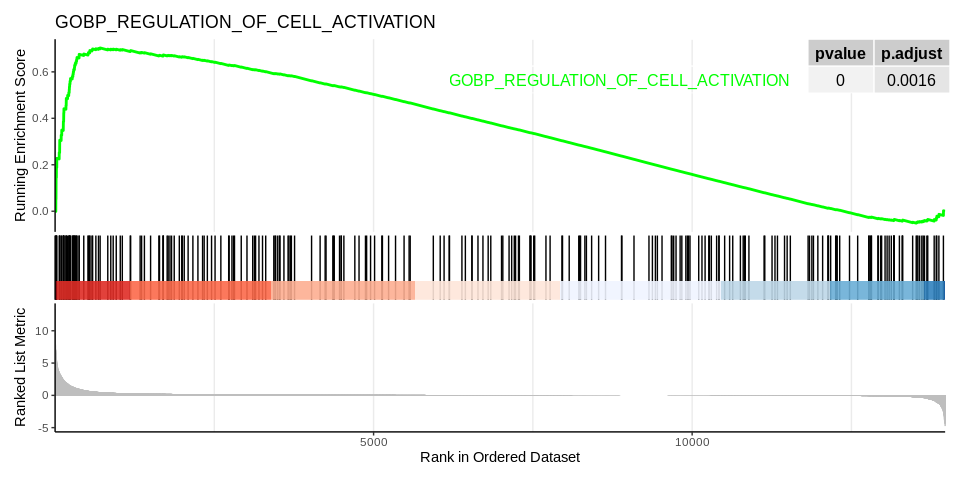 GOBP_REGULATION_OF_CELL_ACTIVATION
pvalue p.adjust
GOBP_REGULATION_OF_CELL_ACTIVATION 0 0.0016
Running Enrichment Score
0.6
0.4
0.2
0.0
Ranked List Metric
10
5
0
-5
5000 10000
Rank in Ordered Dataset